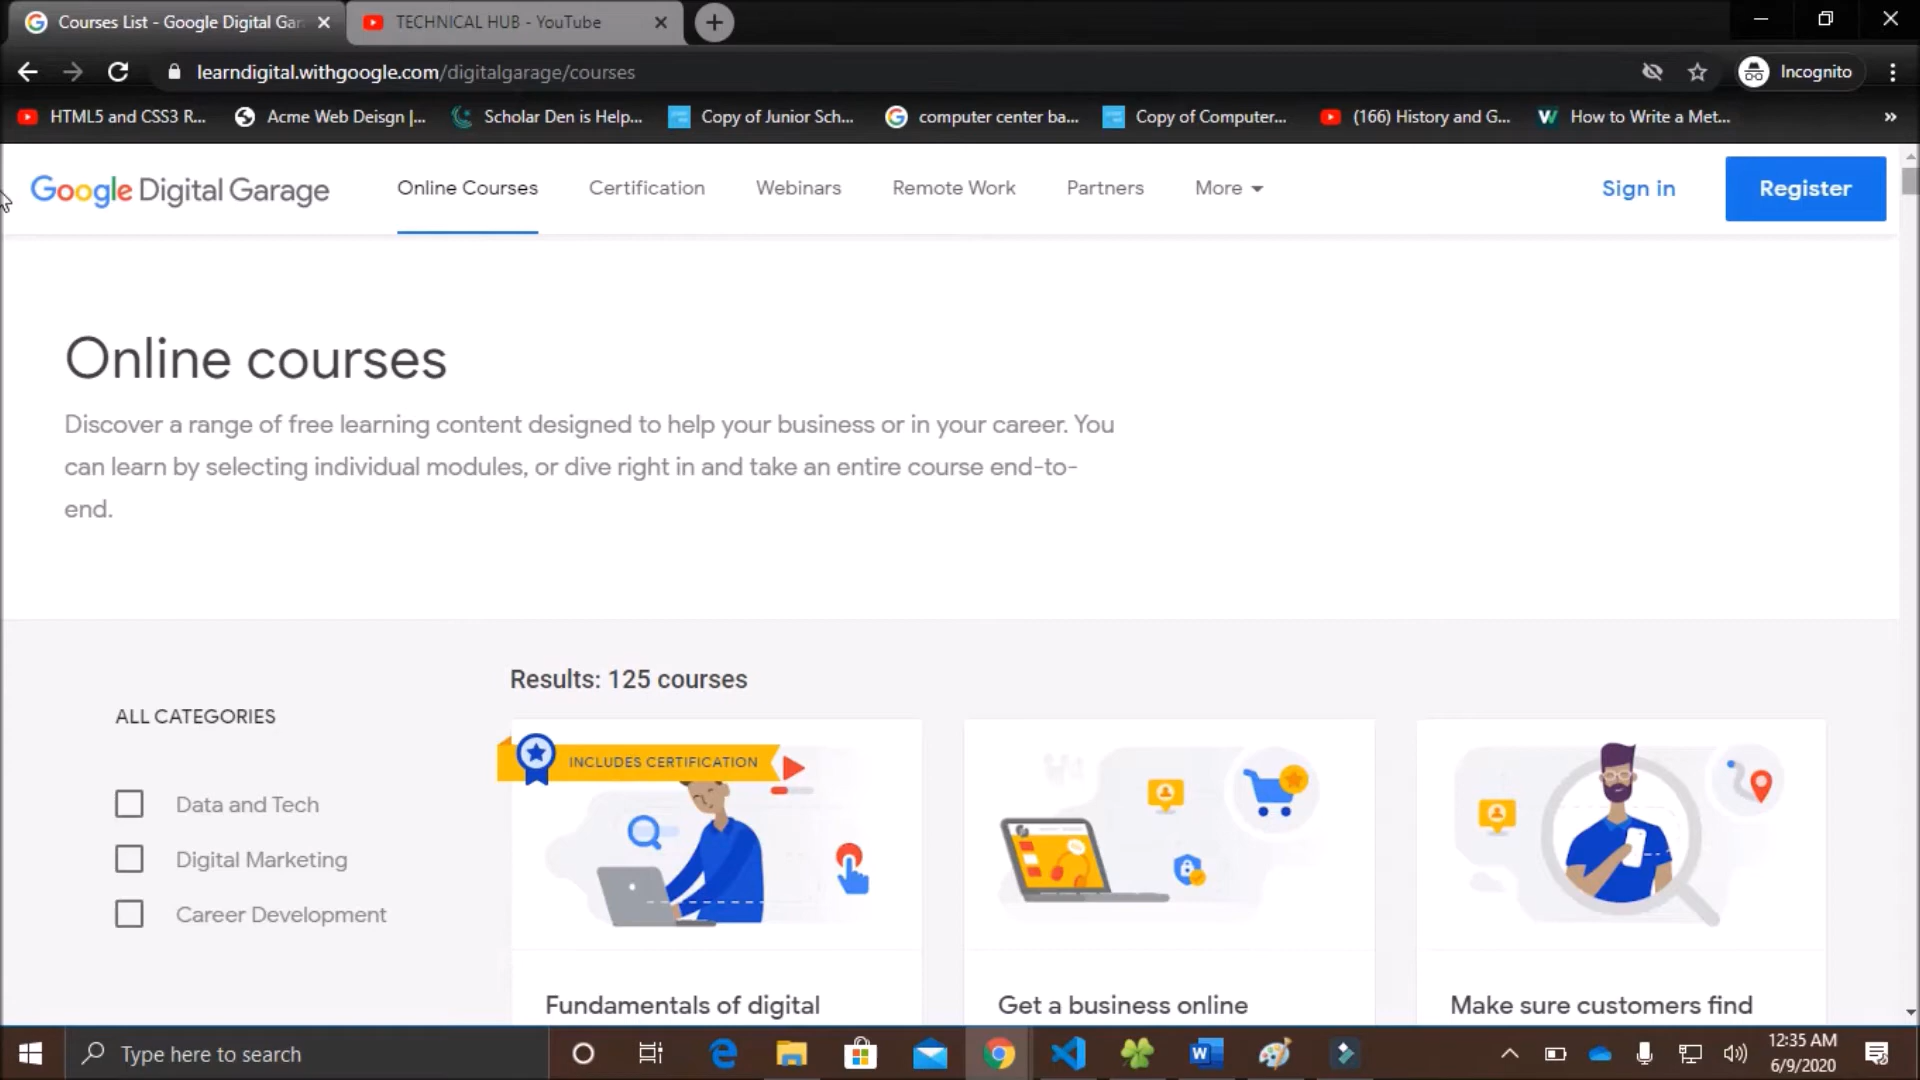 Courses List - Google Digital Gar
TECHNICAL HUB - YouTube
learndigital.withgoogle.com/digitalgarage/courses
Incognito
HTML5 and CSS3 R...
Acme Web Deisgn |...
Scholar Den is Help...
Copy of Junior Sch...
computer center ba...
Copy of Computer...
(166) History and G...
How to Write a Met...
»
Google Digital Garage
Online Courses
Certification
Webinars
Remote Work
Partners
More
Sign in
Register
Online courses
Discover a range of free learning content designed to help your business or in your career. You
can learn by selecting individual modules, or dive right in and take an entire course end-to-
end.
Results: 125 courses
ALL CATEGORIES
Data and Tech
Digital Marketing
Career Development
INCLUDES CERTIFICATION
Fundamentals of digital
Get a business online
Make sure customers find
Type here to search
12:35 AM
6/9/2020